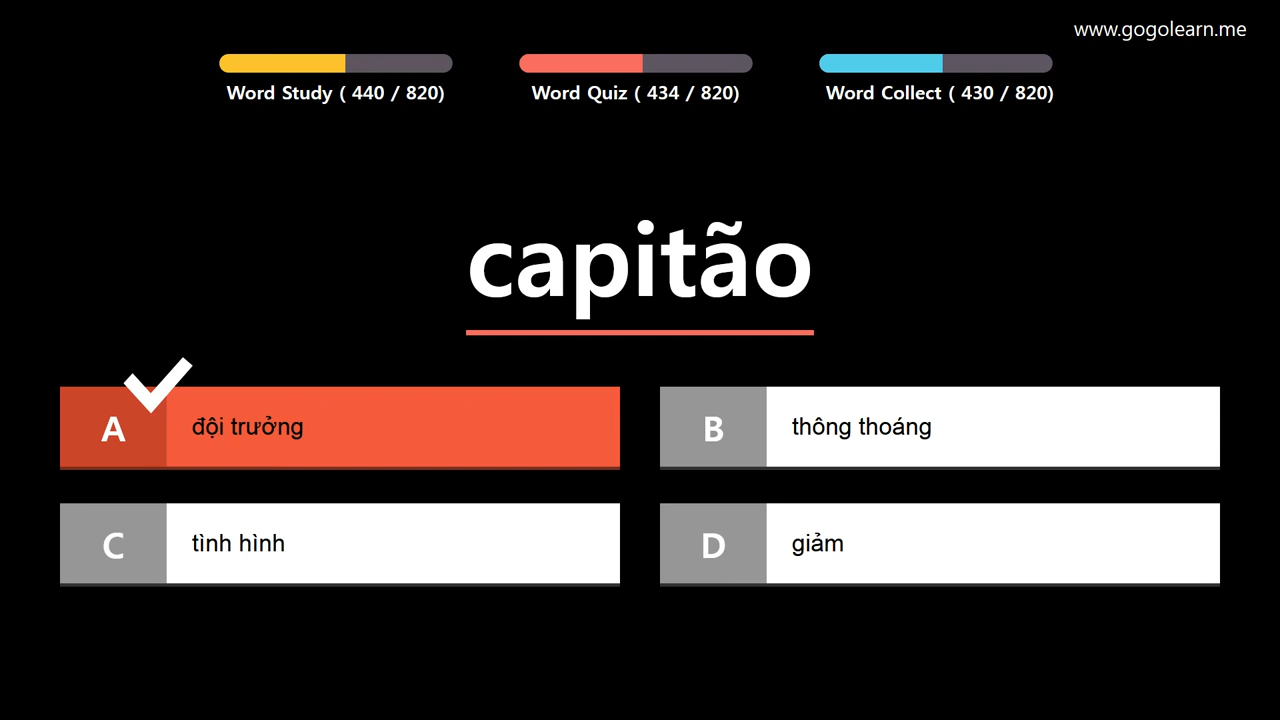 www.gogolearn.me
Word Study ( 440 / 820)
Word Quiz ( 434 / 820)
Word Collect ( 430 / 820)
capitão
A
đội trưởng
B
thông thoáng
C
tình hình
D
giảm